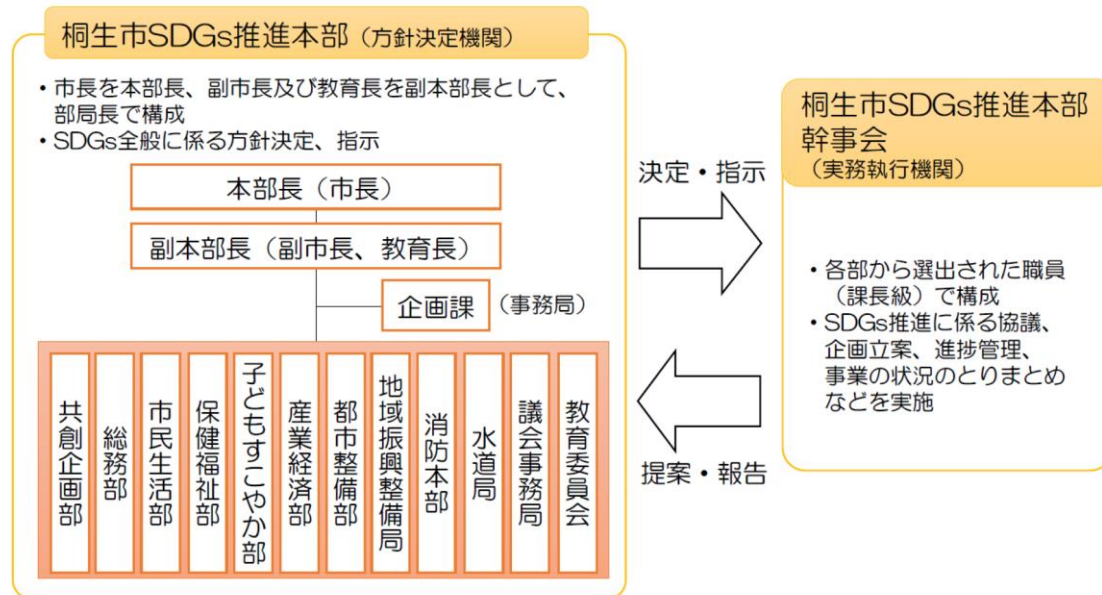 桐生市SDGs推進本部（方針決定機関）
・市長を本部長、副市長及び教育長を副本部長として、
部局長で構成
・SDGs全般に係る方針決定、指示
本部長（市長）
副本部長（副市長、教育長）
企画課（事務局）
共創企画部
総務部
市民生活部
保健福祉部
子どもすこやか部
産業経済部
都市整備部
地域振興整備局
消防本部
水道局
議会事務局
教育委員会
決定・指示
提案・報告
桐生市SDGs推進本部
幹事会
（実務執行機関）
・各部から選出された職員
（課長級）で構成
・SDGs推進に係る協議、
企画立案、進捗管理、
事業の状況のとりまとめ
などを実施